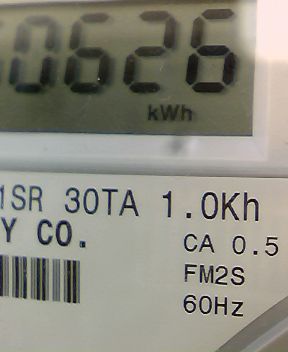 0626
kWh
1SR 30TA 1.0Kh
Y CO.
CA 0.5
FM2S
60Hz